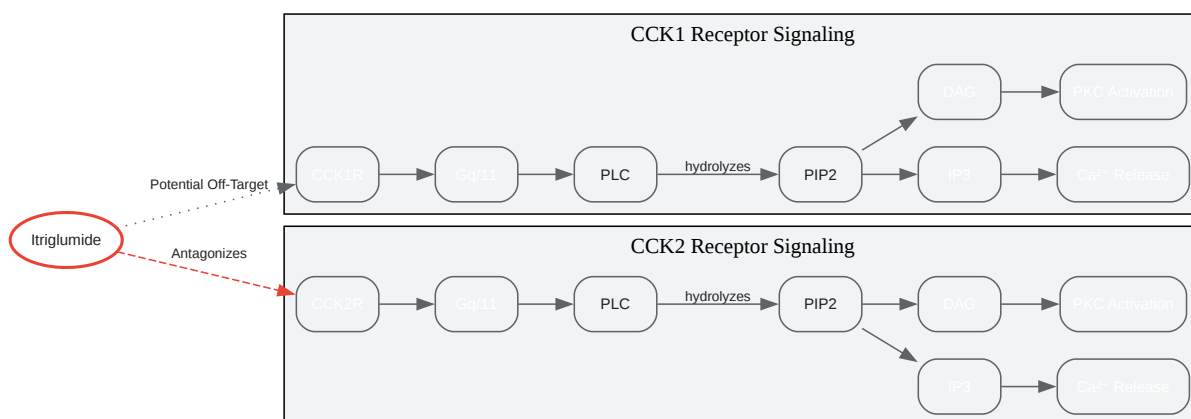 CCK1 Receptor Signaling
DAG
PKC Activation
CCK1R
Gq/11
PLC
hydrolyzes
PIP2
IP3
Ca²⁺ Release
Potential Off-Target
Itriglumide
Antagonizes
CCK2 Receptor Signaling
CCK2R
Gq/11
PLC
hydrolyzes
PIP2
DAG
PKC Activation
IP3
Ca²⁺ Release